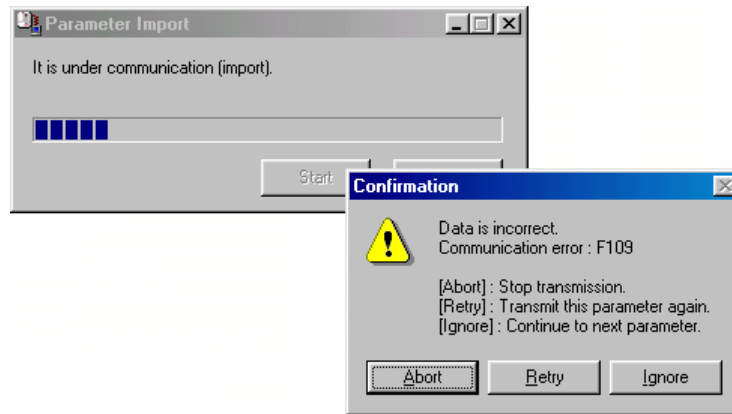 Parameter Import
It is under communication (import).
Start
Confirmation
Data is incorrect.
Communication error : F109
[Abort] : Stop transmission.
[Retry] : Transmit this parameter again.
[Ignore] : Continue to next parameter.
Abort
Retry
Ignore